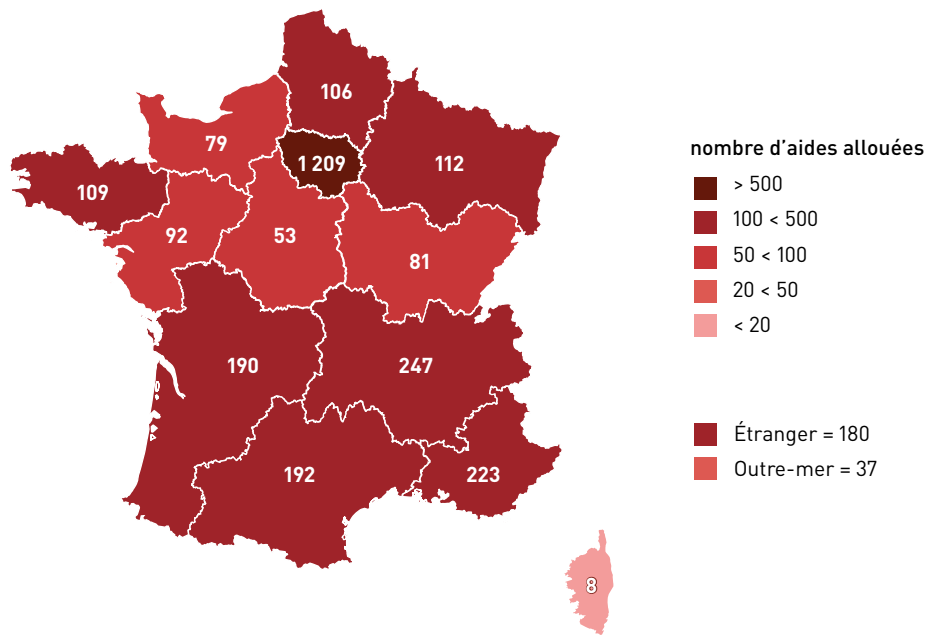 106
79
1 209
112
109
92
53
81
190
247
192
223
8
nombre d'aides allouées
> 500
100 < 500
50 < 100
20 < 50
< 20
Étranger = 180
Outre-mer = 37